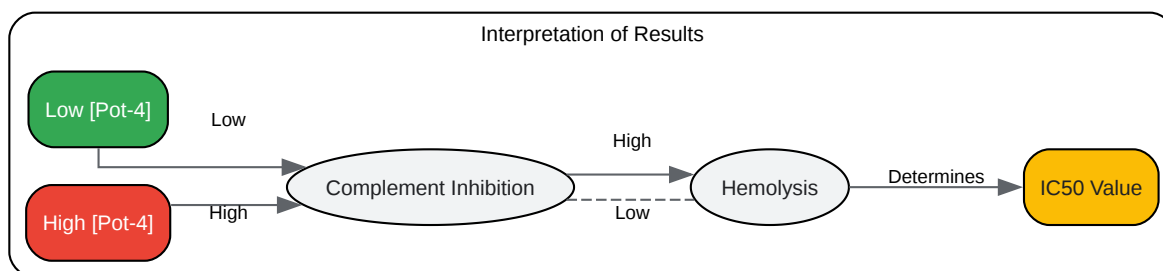 Interpretation of Results
Low [Pot-4]
Low
High
Complement Inhibition
Hemolysis
Determines
IC50 Value
High [Pot-4]
High
Low